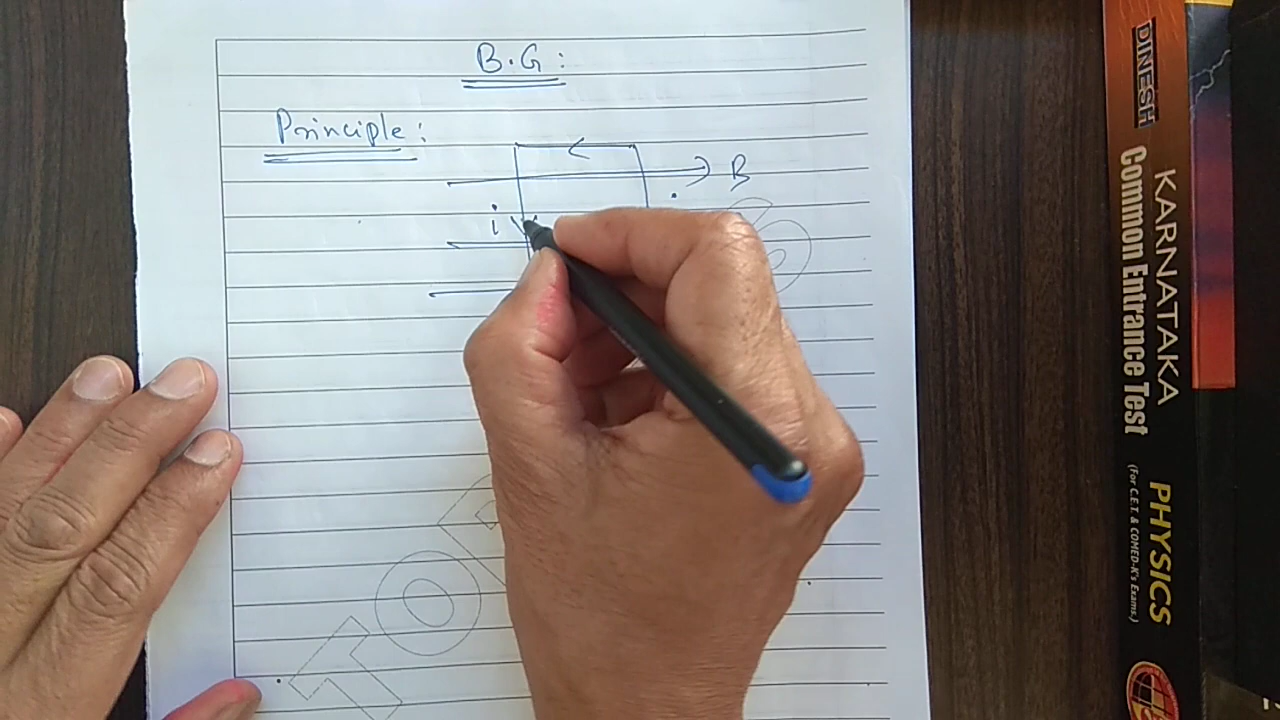 B.G:
Principle:
B
i
DINESH
KARNATAKA
Common Entrance Test
PHYSICS
(For C.E.T. & COMED-K's Exams.)